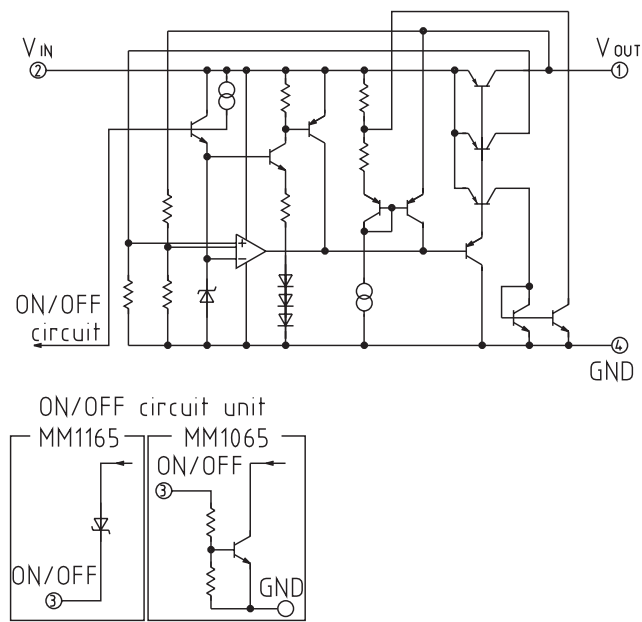 VIN VOUT
2 1
+
−
ON/OFF
circuit
4
GND
ON/OFF circuit unit
MM1165 MM1065
ON/OFF
3
ON/OFF
3
GND